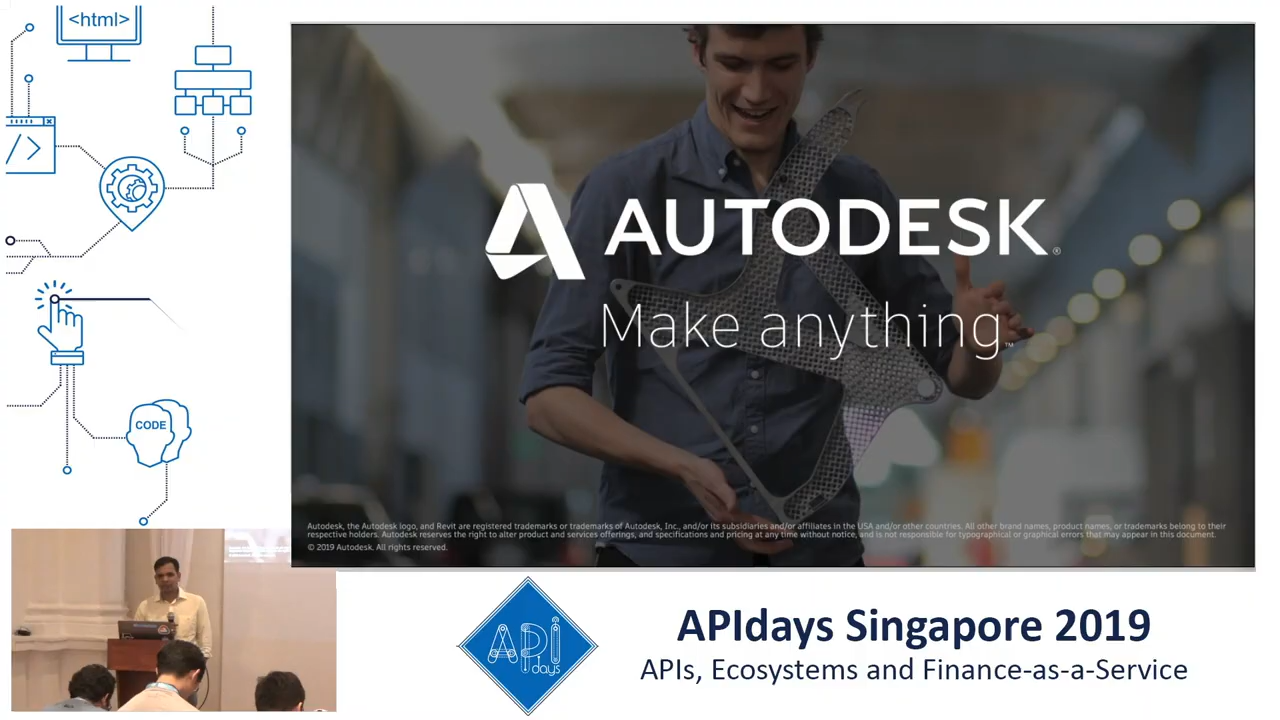 <html>
</>
CODE
AUTODESK®
Make anything™
Autodesk, the Autodesk logo, and Revit are registered trademarks or trademarks of Autodesk, Inc., and/or its subsidiaries and/or affiliates in the USA and/or other countries. All other brand names, product names, or trademarks belong to their
respective holders. Autodesk reserves the right to alter product and services offerings, and specifications and pricing at any time without notice, and is not responsible for typographical or graphical errors that may appear in this document.
© 2019 Autodesk. All rights reserved.
API
days
APIdays Singapore 2019
APIs, Ecosystems and Finance-as-a-Service